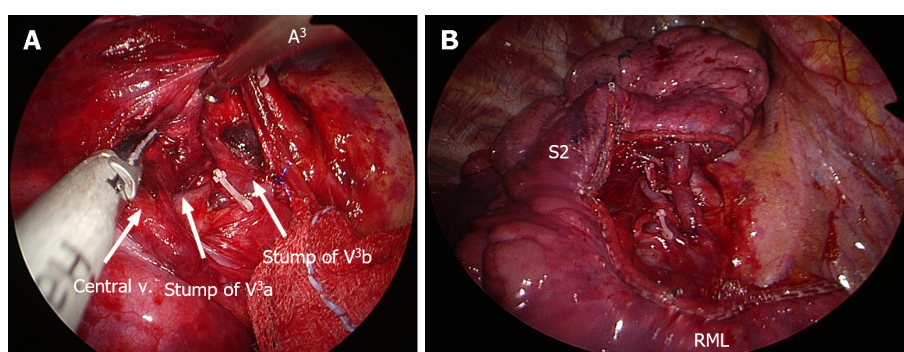 A
A³
Central v.
Stump of V³a
Stump of V³b
B
S2
RML